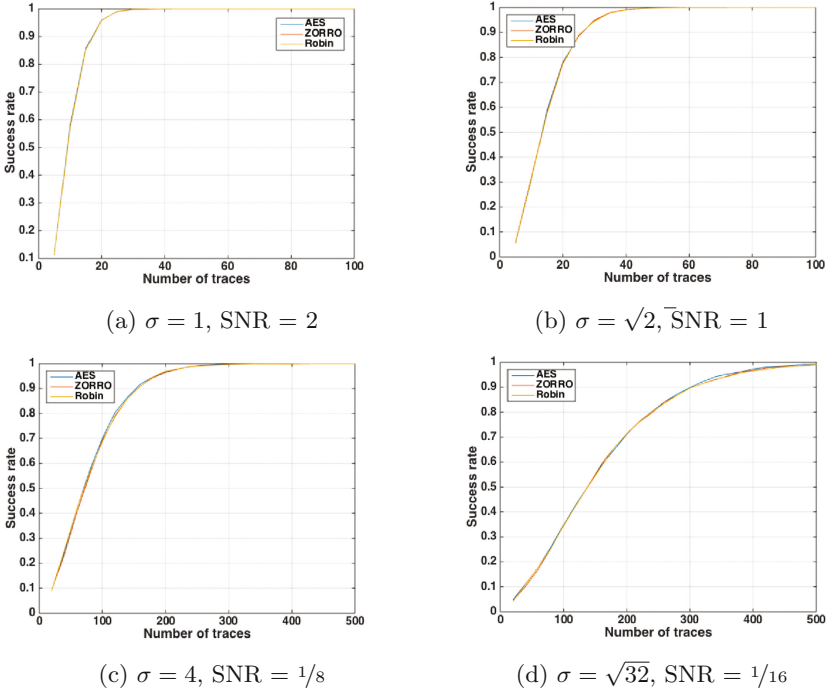 1
0.9
0.8
0.7
0.6
0.5
0.4
0.3
0.2
0.1
Success rate
0 20 40 60 80 100
Number of traces
AES
ZORRO
Robin
(a) σ = 1, SNR = 2
1
0.9
0.8
0.7
0.6
0.5
0.4
0.3
0.2
0.1
0
Success rate
0 20 40 60 80 100
Number of traces
AES
ZORRO
Robin
(b) σ = √2, SNR = 1
1
0.9
0.8
0.7
0.6
0.5
0.4
0.3
0.2
0.1
0
Success rate
0 100 200 300 400 500
Number of traces
AES
ZORRO
Robin
(c) σ = 4, SNR = 1/8
1
0.9
0.8
0.7
0.6
0.5
0.4
0.3
0.2
0.1
0
Success rate
0 100 200 300 400 500
Number of traces
AES
ZORRO
Robin
(d) σ = √32, SNR = 1/16